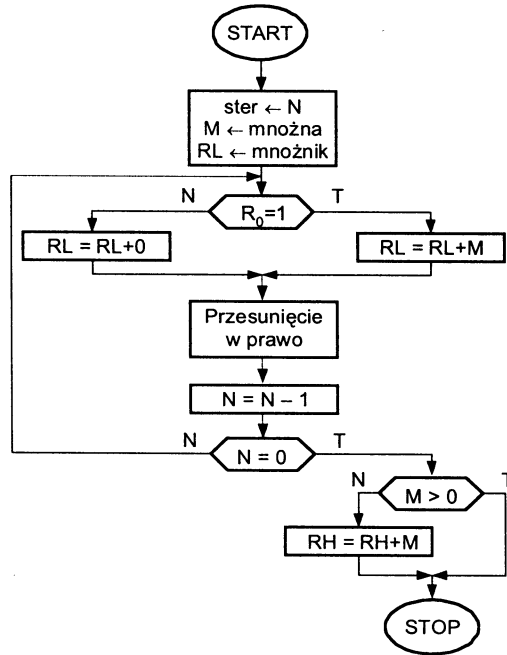 START
ster ← N
M ← mnożna
RL ← mnożnik
N
R₀=1
T
RL = RL+0
RL = RL+M
Przesunięcie
w prawo
N = N – 1
N
N = 0
T
N
M > 0
T
RH = RH+M
STOP